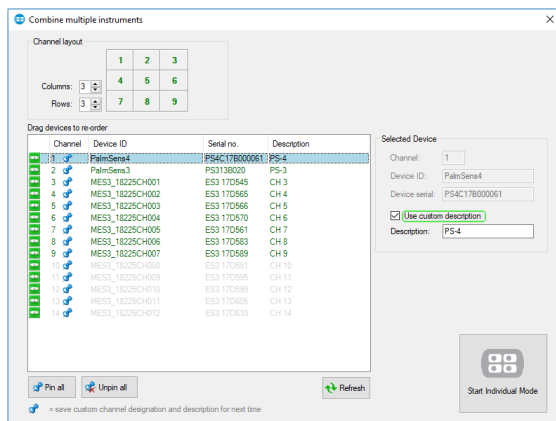 Combine multiple instruments
Channel layout
1 2 3
Columns: 3 4 5 6
Rows: 3 7 8 9
Drag devices to re-order
Channel Device ID Serial no. Description
1 PalmSens4 PS4C17B000061 PS-4
2 PalmSens3 PS313B020 PS-3
3 MES3_18225CH001 ES3 17D545 CH 3
4 MES3_18225CH002 ES3 17D565 CH 4
5 MES3_18225CH003 ES3 17D566 CH 5
6 MES3_18225CH004 ES3 17D570 CH 6
7 MES3_18225CH005 ES3 17D561 CH 7
8 MES3_18225CH006 ES3 17D583 CH 8
9 MES3_18225CH007 ES3 17D589 CH 9
10 MES3_18225CH008 ES3 17D591 CH 10
11 MES3_18225CH009 ES3 17D595 CH 11
12 MES3_18225CH010 ES3 17D599 CH 12
13 MES3_18225CH011 ES3 17D605 CH 13
14 MES3_18225CH012 ES3 17D610 CH 14
Selected Device
Channel: 1
Device ID: PalmSens4
Device serial: PS4C17B000061
Use custom description
Description: PS-4
Pin all Unpin all Refresh
Start Individual Mode
= save custom channel designation and description for next time